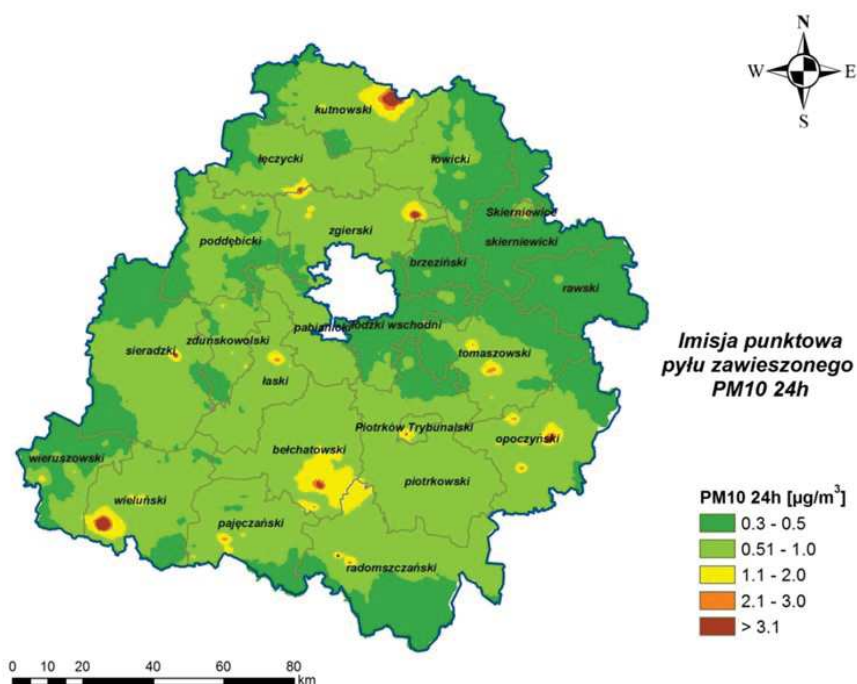 N
W
E
S
kutnowski
łęczycki
łowicki
Skierniewice
zgierski
skierniewicki
poddębicki
brzeziński
rawski
pabianicki
łódzki wschodni
zduńskowolski
sieradzki
tomaszowski
łaski
Imisja punktowa
pyłu zawieszonego
PM10 24h
Piotrków Trybunalski
opoczyński
bełchatowski
wieruszowski
piotrkowski
wieluński
pajęczański
radomszczański
PM10 24h [µg/m³]
0.3 - 0.5
0.51 - 1.0
1.1 - 2.0
2.1 - 3.0
> 3.1
0 10 20 40 60 80
km